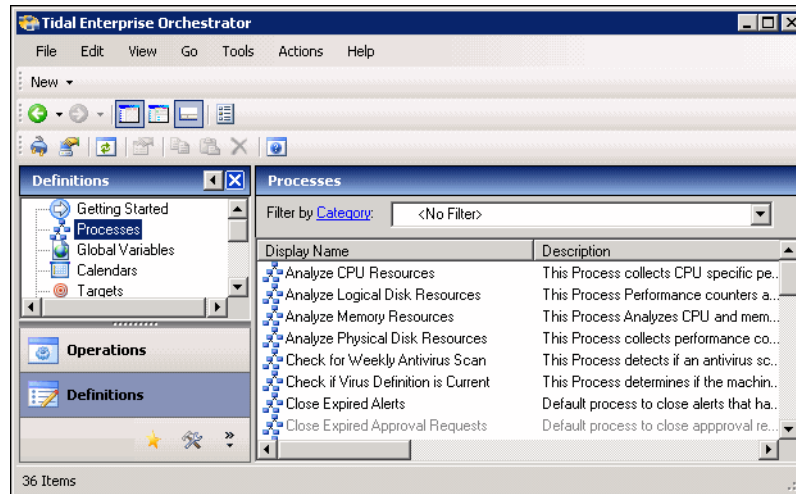 Tidal Enterprise Orchestrator
File Edit View Go Tools Actions Help
New
Definitions
Getting Started
Processes
Global Variables
Calendars
Targets
Operations
Definitions
Processes
Filter by Category: <No Filter>
Display Name Description
Analyze CPU Resources This Process collects CPU specific pe...
Analyze Logical Disk Resources This Process Performance counters a...
Analyze Memory Resources This Process Analyzes CPU and mem...
Analyze Physical Disk Resources This Process collects performance co...
Check for Weekly Antivirus Scan This Process detects if an antivirus sc...
Check if Virus Definition is Current This Process determines if the machin...
Close Expired Alerts Default process to close alerts that ha...
Close Expired Approval Requests Default process to close appproval re...
36 Items